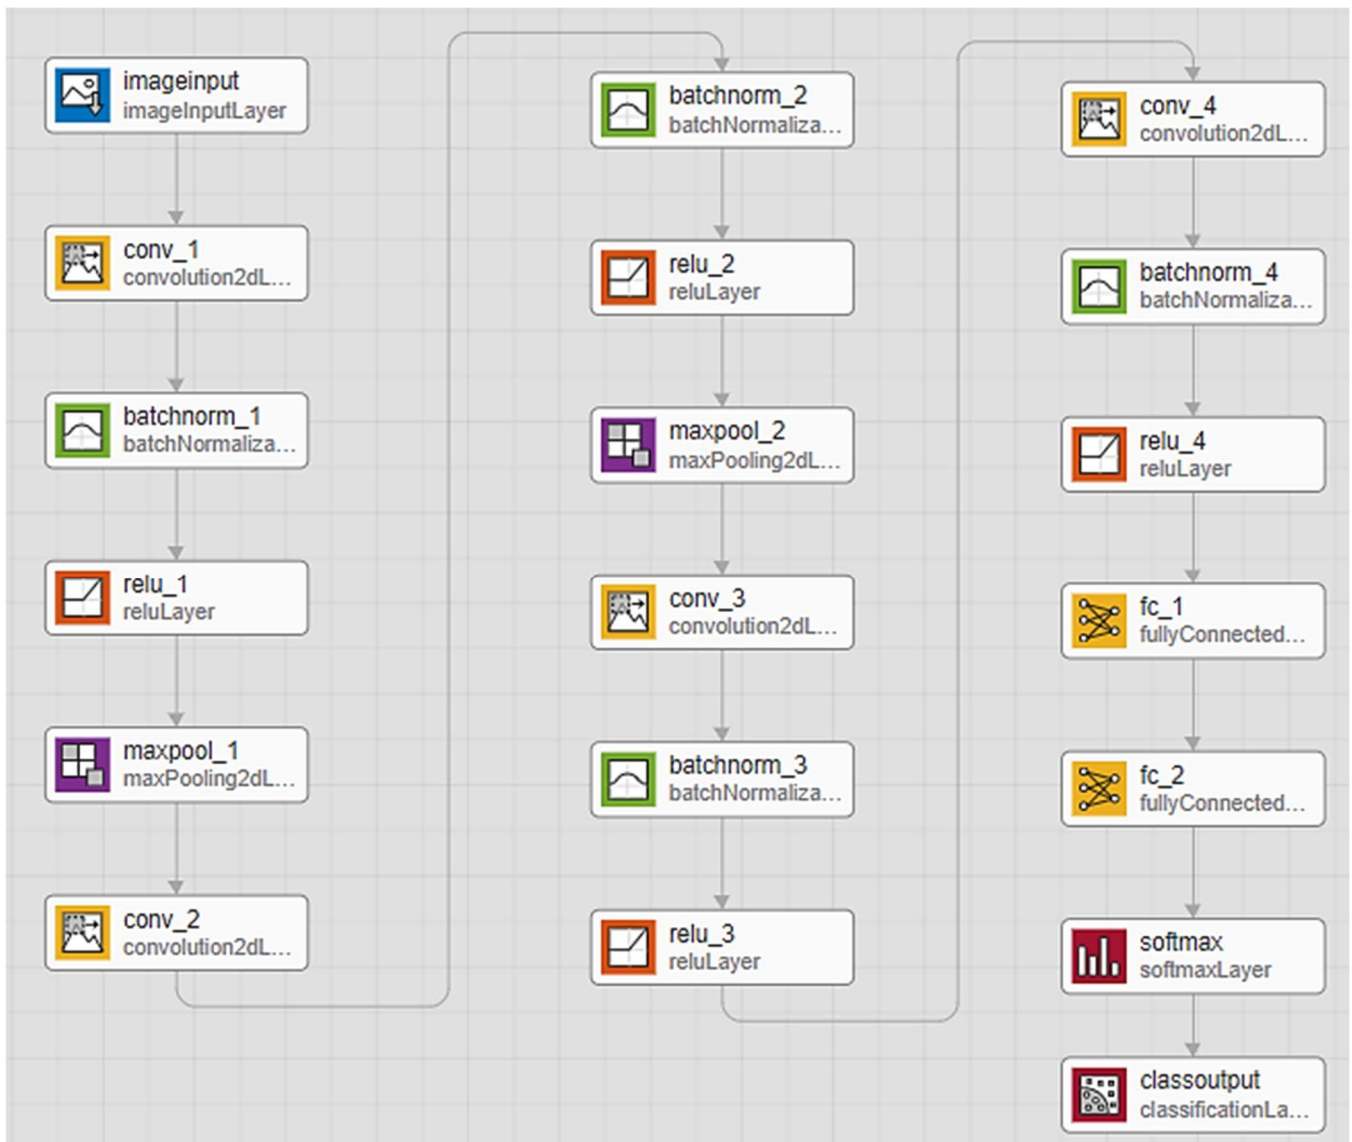 imageinput
imageInputLayer
conv_1
convolution2dL...
batchnorm_1
batchNormaliza...
relu_1
reluLayer
maxpool_1
maxPooling2dL...
conv_2
convolution2dL...
batchnorm_2
batchNormaliza...
relu_2
reluLayer
maxpool_2
maxPooling2dL...
conv_3
convolution2dL...
batchnorm_3
batchNormaliza...
relu_3
reluLayer
conv_4
convolution2dL...
batchnorm_4
batchNormaliza...
relu_4
reluLayer
fc_1
fullyConnected...
fc_2
fullyConnected...
softmax
softmaxLayer
classoutput
classificationLa...